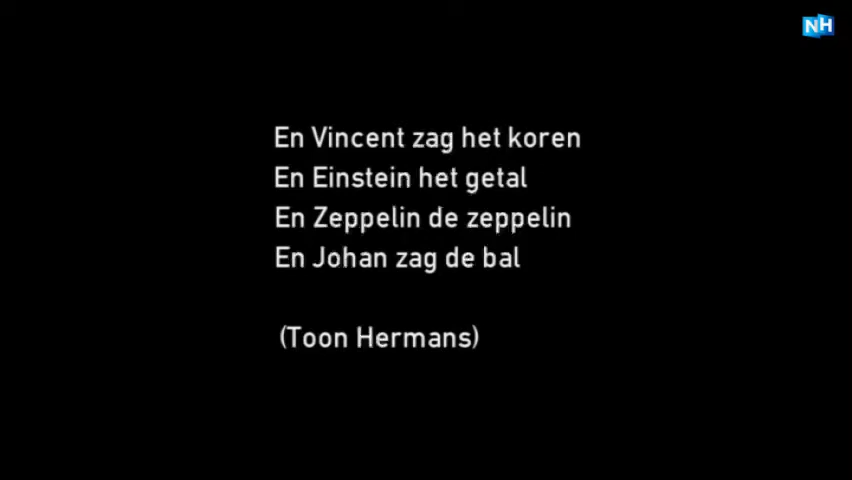 NH
En Vincent zag het koren
En Einstein het getal
En Zeppelin de zeppelin
En Johan zag de bal
(Toon Hermans)